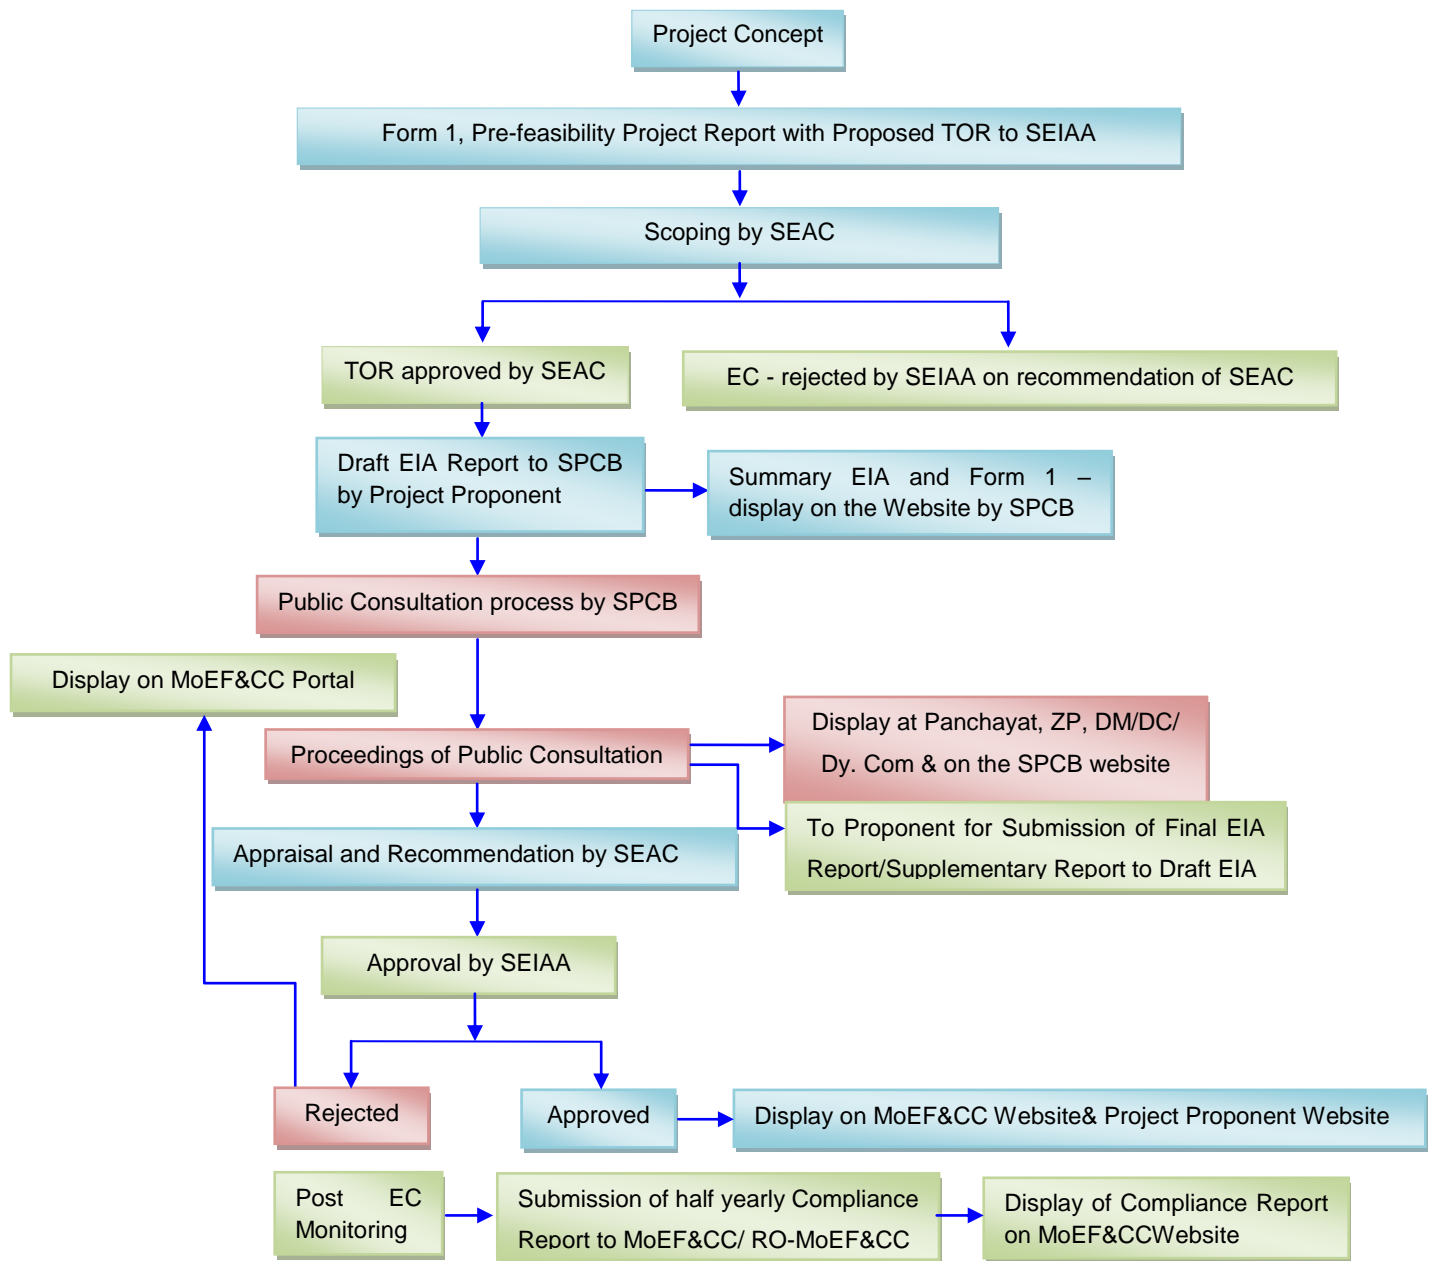 Project Concept
Form 1, Pre-feasibility Project Report with Proposed TOR to SEIAA
Scoping by SEAC
TOR approved by SEAC
EC - rejected by SEIAA on recommendation of SEAC
Draft EIA Report to SPCB
by Project Proponent
Summary EIA and Form 1 –
display on the Website by SPCB
Public Consultation process by SPCB
Display on MoEF&CC Portal
Proceedings of Public Consultation
Display at Panchayat, ZP, DM/DC/
Dy. Com & on the SPCB website
To Proponent for Submission of Final EIA
Report/Supplementary Report to Draft EIA
Appraisal and Recommendation by SEAC
Approval by SEIAA
Rejected
Approved
Display on MoEF&CC Website& Project Proponent Website
Post EC
Monitoring
Submission of half yearly Compliance
Report to MoEF&CC/ RO-MoEF&CC
Display of Compliance Report
on MoEF&CCWebsite